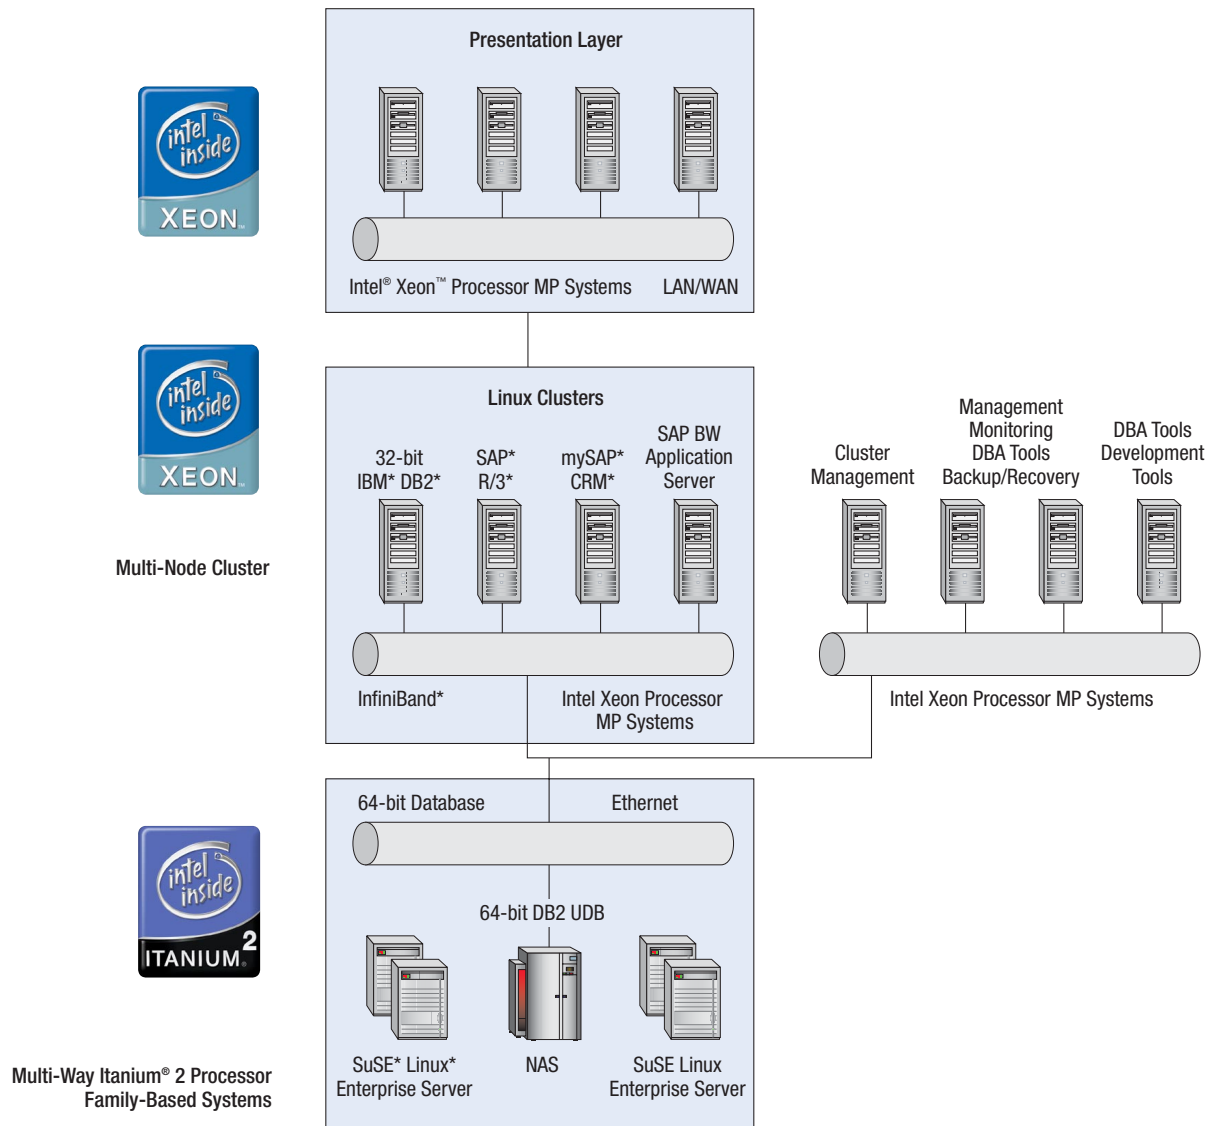 Presentation Layer
intel
inside
XEON™
Intel® Xeon™ Processor MP Systems
LAN/WAN
intel
inside
XEON™
Multi-Node Cluster
Linux Clusters
32-bit
IBM* DB2*
SAP*
R/3*
mySAP*
CRM*
SAP BW
Application
Server
InfiniBand*
Intel Xeon Processor
MP Systems
Cluster
Management
Management
Monitoring
DBA Tools
Backup/Recovery
DBA Tools
Development
Tools
Intel Xeon Processor MP Systems
intel
inside
ITANIUM® 2
Multi-Way Itanium® 2 Processor
Family-Based Systems
64-bit Database
Ethernet
64-bit DB2 UDB
SuSE* Linux*
Enterprise Server
NAS
SuSE Linux
Enterprise Server